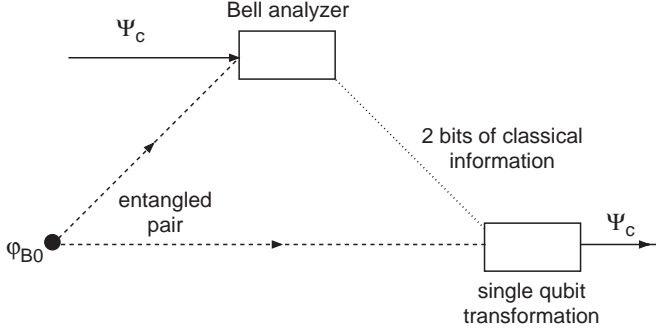 Bell analyzer
Ψc
2 bits of classical
information
entangled
pair
φB0
Ψc
single qubit
transformation